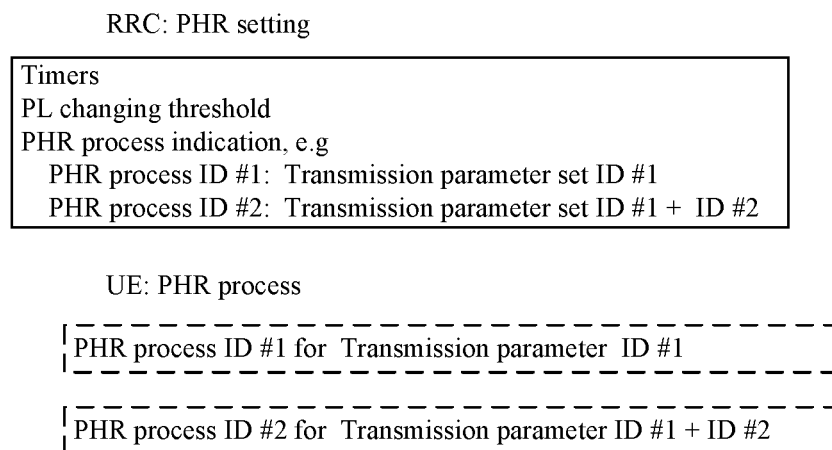 RRC: PHR setting
Timers
PL changing threshold
PHR process indication, e.g
PHR process ID #1: Transmission parameter set ID #1
PHR process ID #2: Transmission parameter set ID #1 + ID #2
UE: PHR process
PHR process ID #1 for Transmission parameter ID #1
PHR process ID #2 for Transmission parameter ID #1 + ID #2